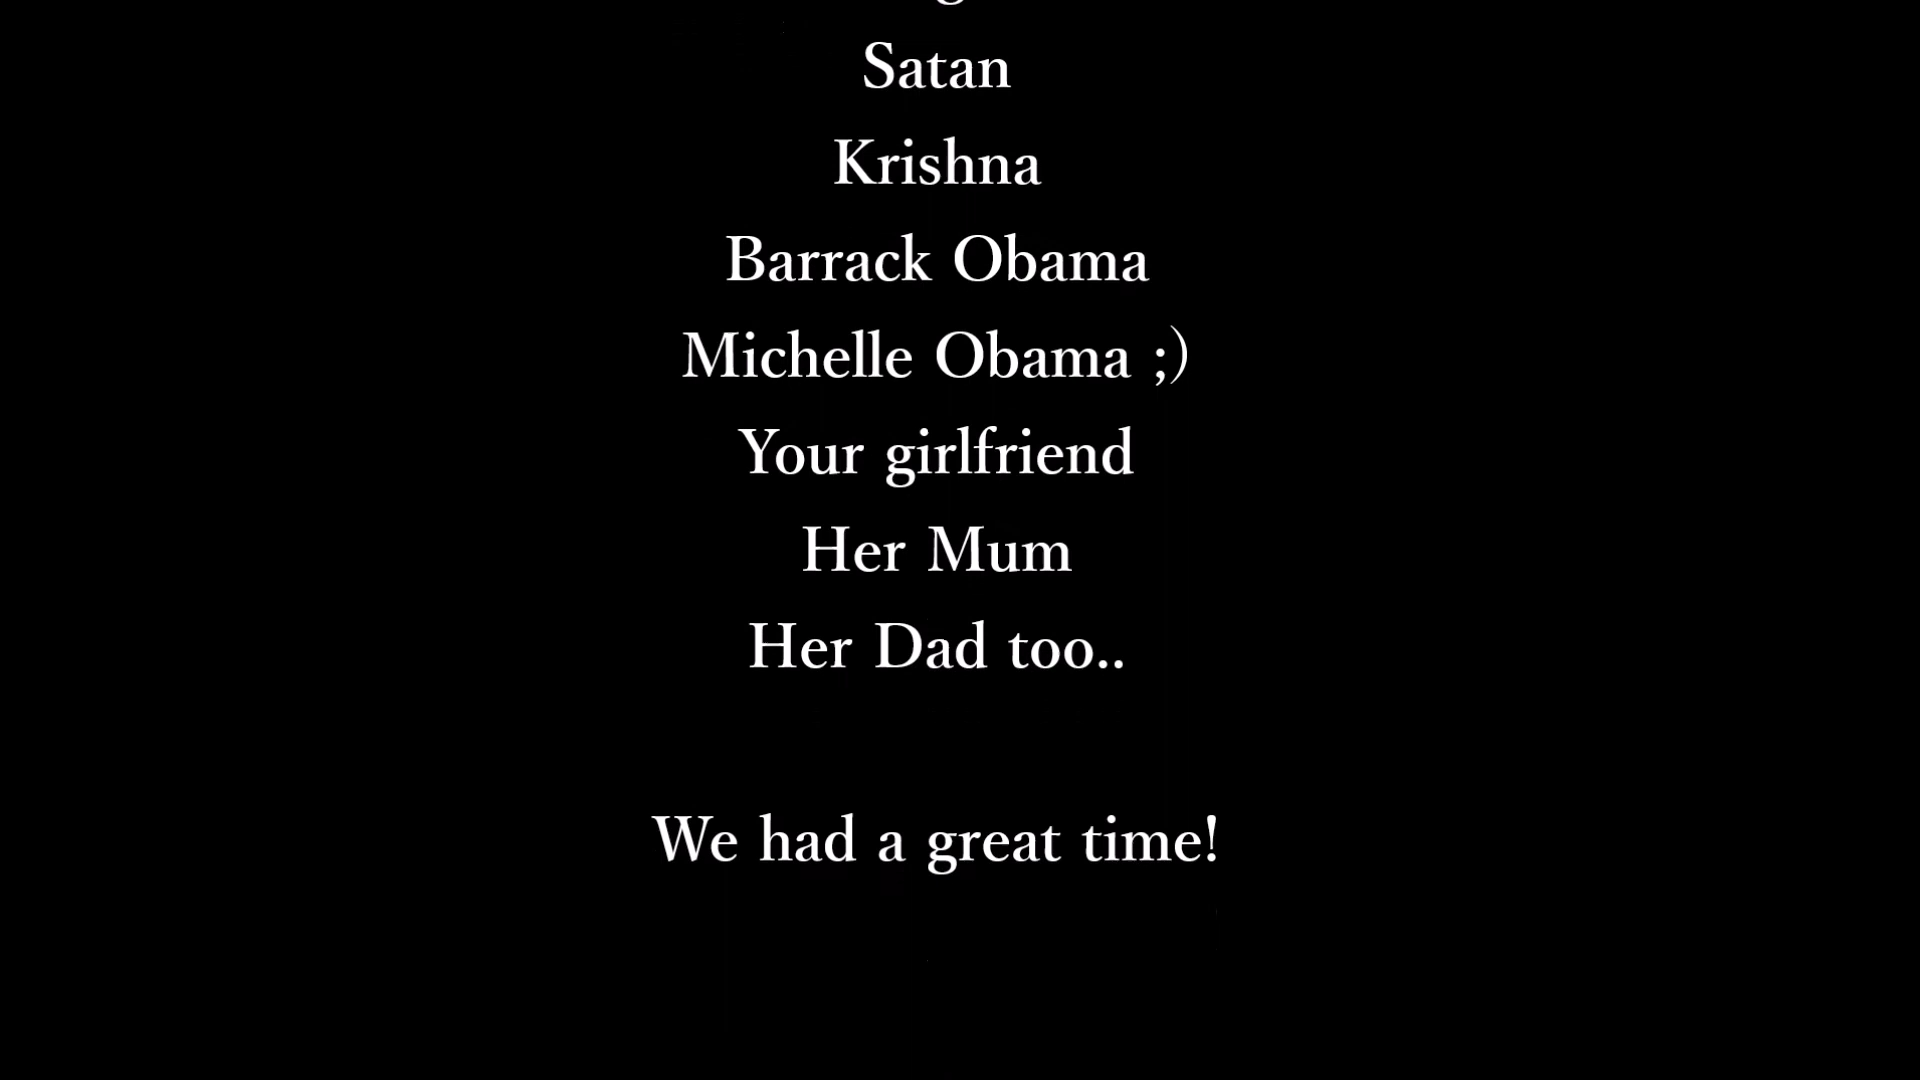 Satan
Krishna
Barrack Obama
Michelle Obama ;)
Your girlfriend
Her Mum
Her Dad too..
We had a great time!